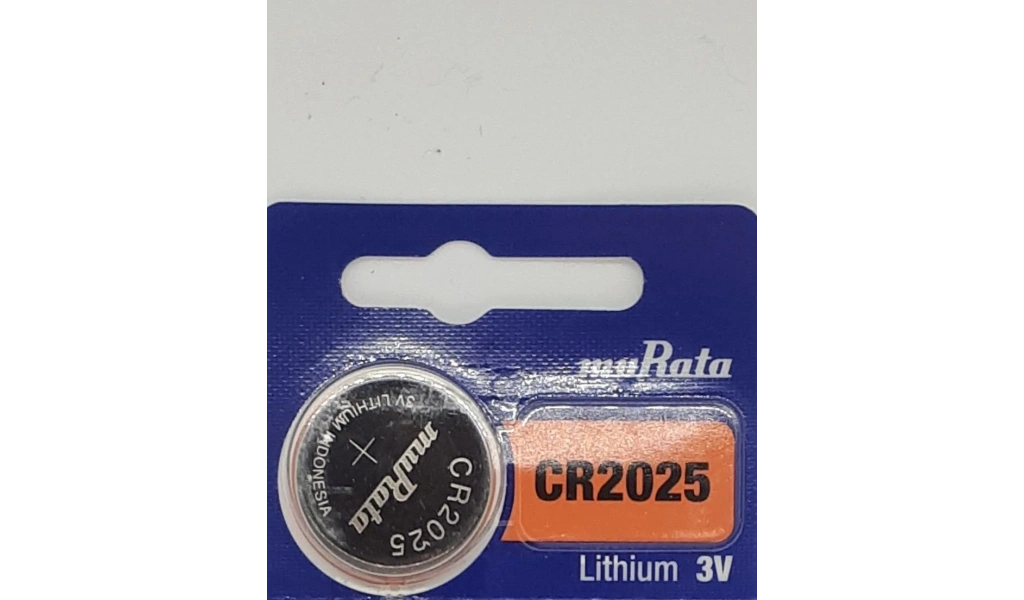 muRata
CR2025
Lithium 3V
3V LITHIUM INDONESIA
+
muRata
CR2025